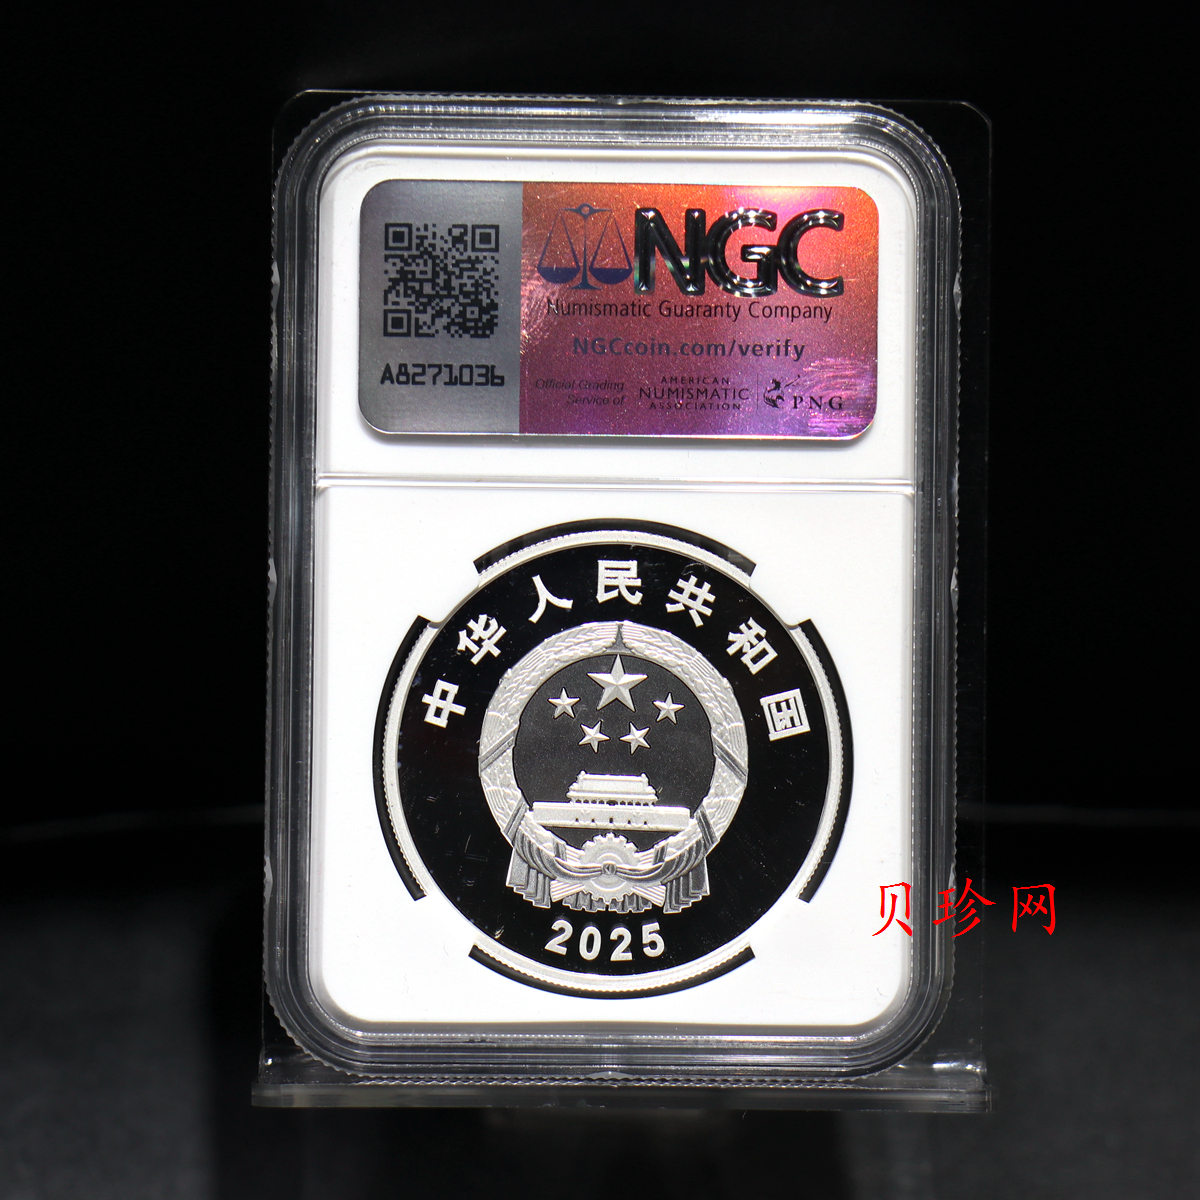 NGC
Numismatic Guaranty Company
NGCcoin.com/verify
A8271036
Official Grading
Service of
AMERICAN
NUMISMATIC
ASSOCIATION
PNG
中华人民共和国
2025
贝珍网